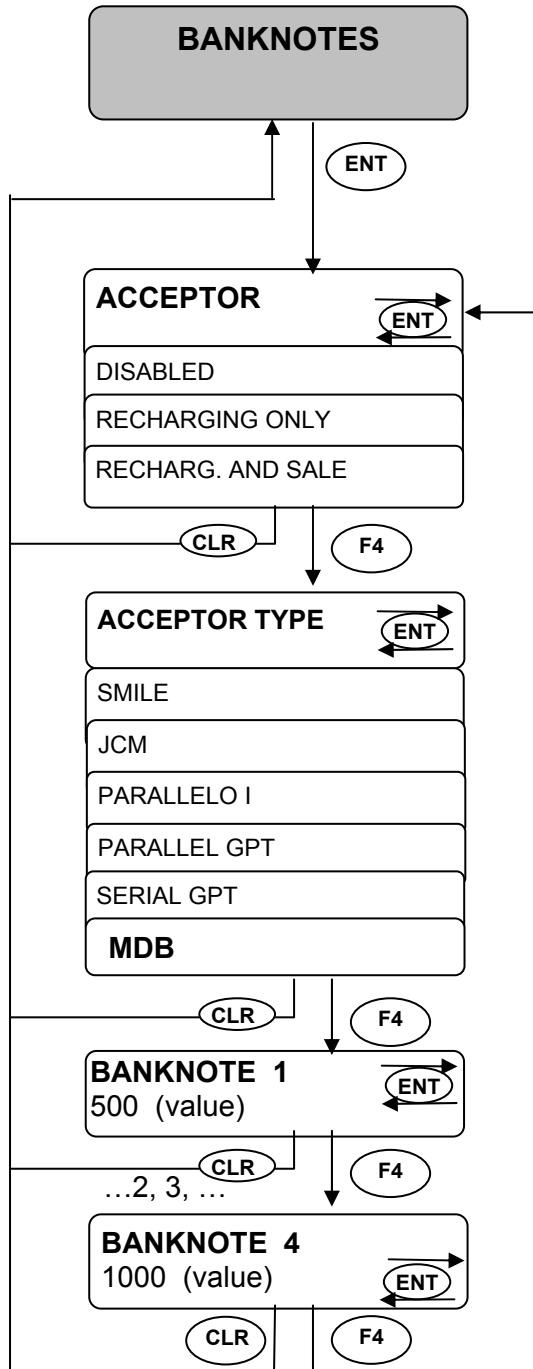 BANKNOTES
ENT
ACCEPTOR
ENT
DISABLED
RECHARGING ONLY
RECHARG. AND SALE
CLR
F4
ACCEPTOR TYPE
ENT
SMILE
JCM
PARALLELO I
PARALLEL GPT
SERIAL GPT
MDB
CLR
F4
BANKNOTE 1
ENT
500 (value)
CLR
F4
…2, 3, …
BANKNOTE 4
1000 (value)
ENT
CLR
F4